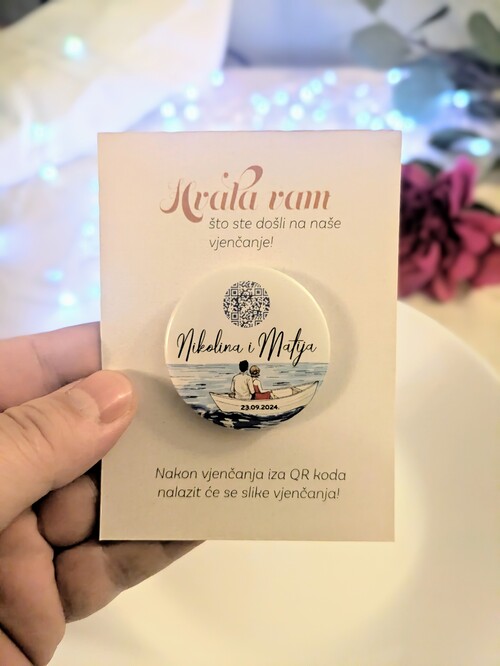 Hvala vam
što ste došli na naše
vjenčanje!
Nikolina i Matija
23.09.2024.
Nakon vjenčanja iza QR koda
nalazit će se slike vjenčanja!